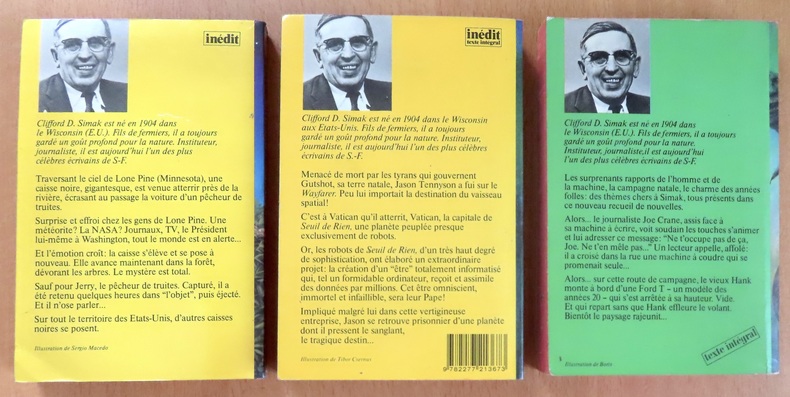 inédit
Clifford D. Simak est né en 1904 dans
le Wisconsin (E.U.). Fils de fermiers, il a toujours
gardé un goût profond pour la nature. Instituteur,
journaliste, il est aujourd'hui l'un des plus
célèbres écrivains de S-F.
Traversant le ciel de Lone Pine (Minnesota), une
caisse noire, gigantesque, est venue atterrir près de la
rivière, écrasant au passage la voiture d'un pêcheur de
truites.
Surprise et effroi chez les gens de Lone Pine. Une
météorite? La NASA? Journaux, TV, le Président
lui-même à Washington, tout le monde est en alerte...
Et l'émotion croît: la caisse s'élève et se pose à
nouveau. Elle avance maintenant dans la forêt,
dévorant les arbres. Le mystère est total.
Sauf pour Jerry, le pêcheur de truites. Capturé, il a
été retenu quelques heures dans "l'objet", puis éjecté.
Et il n'ose parler...
Sur tout le territoire des Etats-Unis, d'autres caisses
noires se posent.
Illustration de Sergio Macedo
inédit
texte intégral
Clifford D. Simak est né en 1904 dans le Wisconsin
aux Etats-Unis. Fils de fermiers, il a toujours
gardé un goût profond pour la nature. Instituteur,
journaliste, il est aujourd'hui l'un des plus célèbres
écrivains de S.-F.
Menacé de mort par les tyrans qui gouvernent
Gutshot, sa terre natale, Jason Tennyson a fui sur le
Wayfarer. Peu lui importait la destination du vaisseau
spatial!
C'est à Vatican qu'il atterrit, Vatican, la capitale de
Seuil de Rien, une planète peuplée presque
exclusivement de robots.
Or, les robots de Seuil de Rien, d'un très haut degré
de sophistication, ont élaboré un extraordinaire
projet: la création d'un "être" totalement informatisé
qui, tel un formidable ordinateur, reçoit et assimile
des données par millions. Cet être omniscient,
immortel et infaillible, sera leur Pape!
Impliqué malgré lui dans cette vertigineuse
entreprise, Jason se retrouve prisonnier d'une planète
dont il pressent le sanglant,
le tragique destin...
Illustration de Tibor Csernus
9782277213673
Clifford D. Simak est né en 1904 dans
le Wisconsin (E.U.). Fils de fermiers, il a toujours
gardé un goût profond pour la nature.
Instituteur, journaliste,il est aujourd'hui
l'un des plus célèbres écrivains de S-F.
Les surprenants rapports de l'homme et de
la machine, la campagne natale, le charme des années
folles: des thèmes chers à Simak, tous présents dans
ce nouveau recueil de nouvelles.
Alors... le journaliste Joe Crane, assis face à
sa machine à écrire, voit soudain les touches s'animer
et lui adresser ce message: "Ne t'occupe pas de ça,
Joe. Ne t'en mêle pas..." Un lecteur appelle, affolé:
il a croisé dans la rue une machine à coudre qui se
promenait seule...
Alors... sur cette route de campagne, le vieux Hank
monte à bord d'une Ford T - un modèle des
années 20 - qui s'est arrêtée à sa hauteur. Vide.
Et qui repart sans que Hank effleure le volant.
Bientôt le paysage rajeunit...
texte intégral